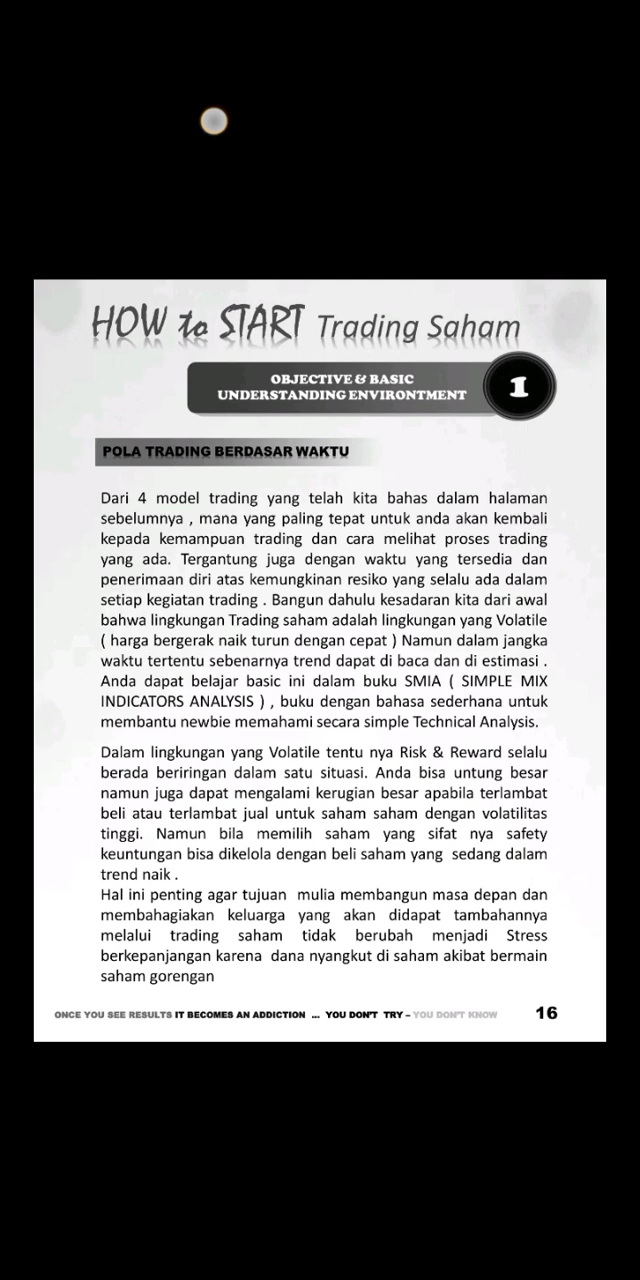 HOW to START Trading Saham
OBJECTIVE & BASIC
UNDERSTANDING ENVIRONTMENT
1
POLA TRADING BERDASAR WAKTU
Dari 4 model trading yang telah kita bahas dalam halaman
sebelumnya , mana yang paling tepat untuk anda akan kembali
kepada kemampuan trading dan cara melihat proses trading
yang ada. Tergantung juga dengan waktu yang tersedia dan
penerimaan diri atas kemungkinan resiko yang selalu ada dalam
setiap kegiatan trading . Bangun dahulu kesadaran kita dari awal
bahwa lingkungan Trading saham adalah lingkungan yang Volatile
( harga bergerak naik turun dengan cepat ) Namun dalam jangka
waktu tertentu sebenarnya trend dapat di baca dan di estimasi .
Anda dapat belajar basic ini dalam buku SMIA ( SIMPLE MIX
INDICATORS ANALYSIS ) , buku dengan bahasa sederhana untuk
membantu newbie memahami secara simple Technical Analysis.
Dalam lingkungan yang Volatile tentu nya Risk & Reward selalu
berada beriringan dalam satu situasi. Anda bisa untung besar
namun juga dapat mengalami kerugian besar apabila terlambat
beli atau terlambat jual untuk saham saham dengan volatilitas
tinggi. Namun bila memilih saham yang sifat nya safety
keuntungan bisa dikelola dengan beli saham yang sedang dalam
trend naik .
Hal ini penting agar tujuan mulia membangun masa depan dan
membahagiakan keluarga yang akan didapat tambahannya
melalui trading saham tidak berubah menjadi Stress
berkepanjangan karena dana nyangkut di saham akibat bermain
saham gorengan
ONCE YOU SEE RESULTS IT BECOMES AN ADDICTION ... YOU DON'T TRY – YOU DON'T KNOW
16